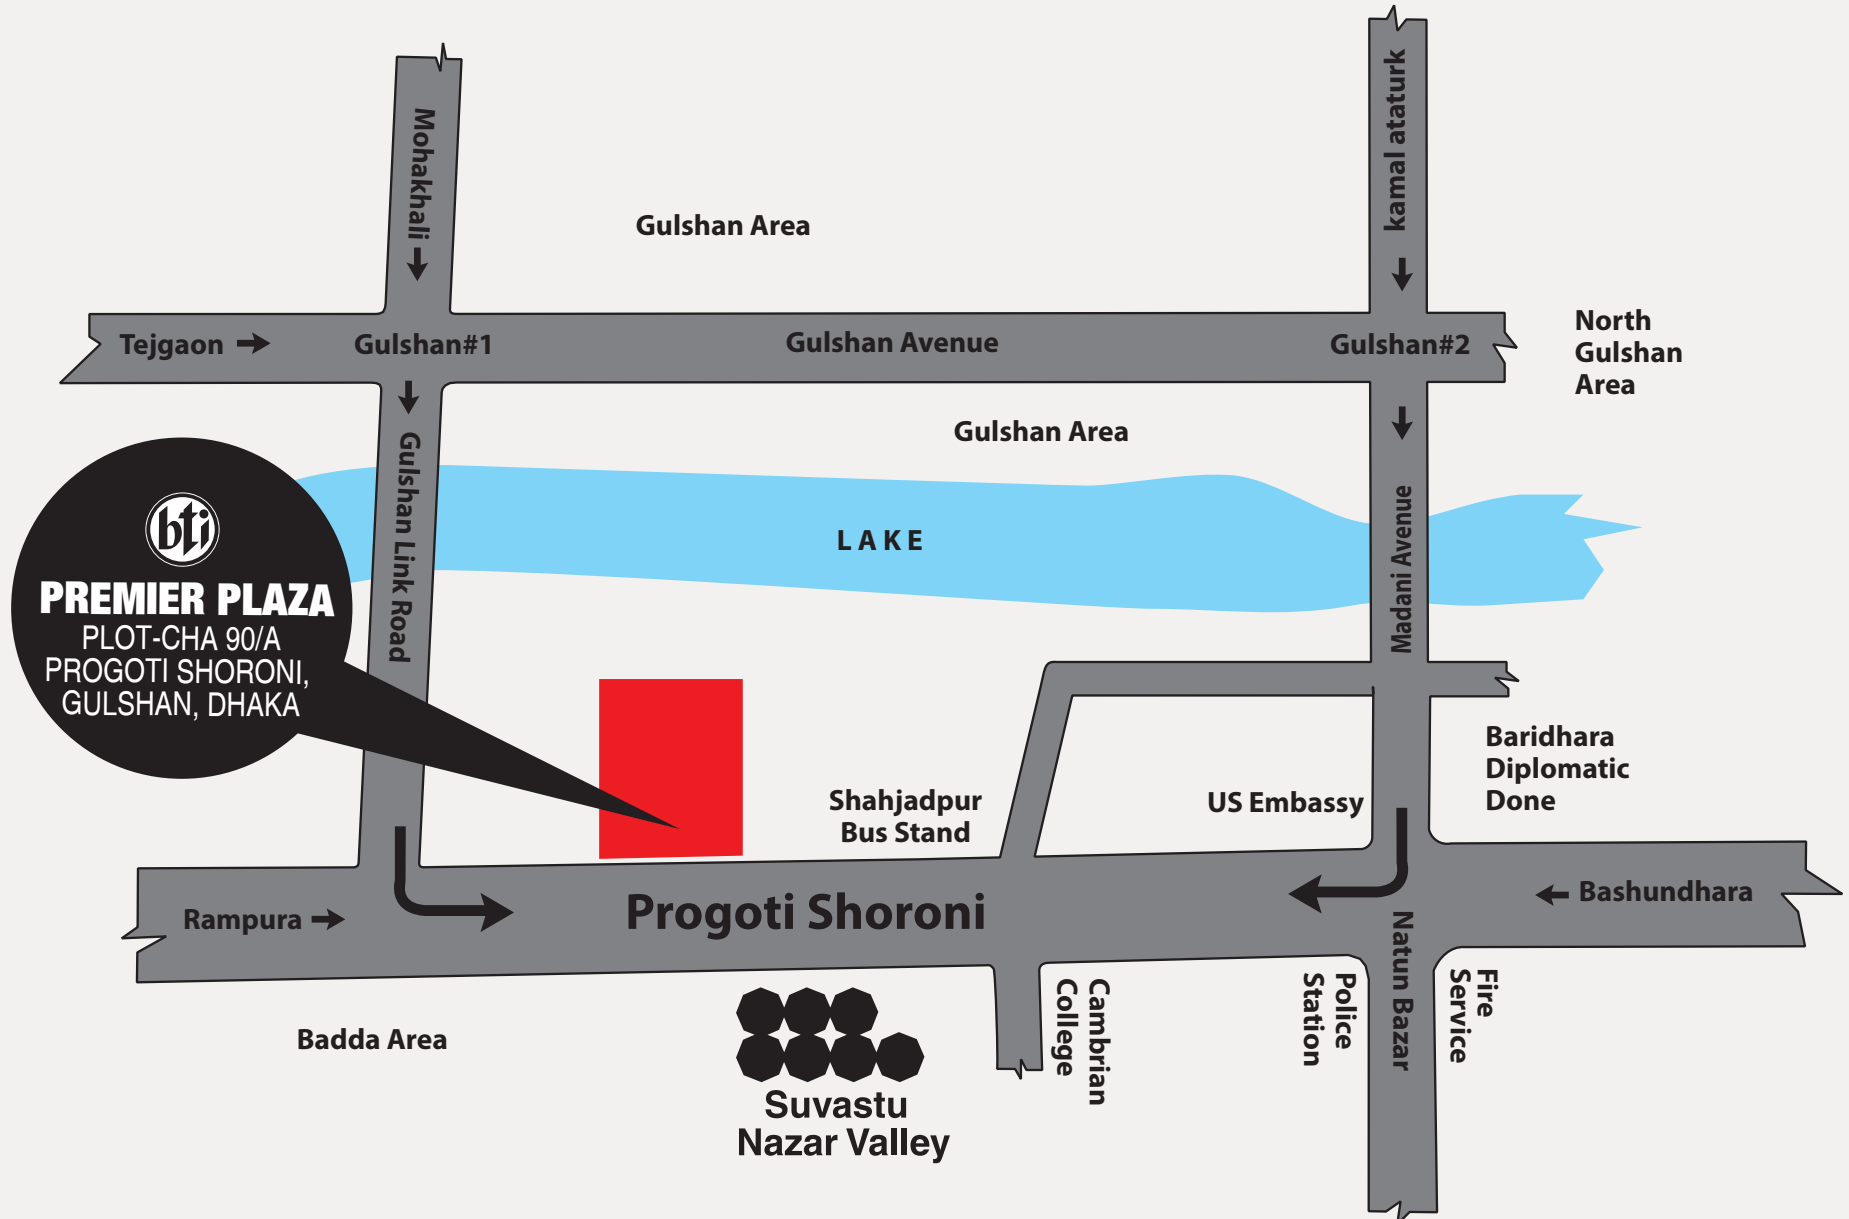 Mohakhali
kamal ataturk
Gulshan Area
Tejgaon
Gulshan#1
Gulshan Avenue
Gulshan#2
North
Gulshan
Area
Gulshan Area
Gulshan Link Road
LAKE
Madani Avenue
bti
PREMIER PLAZA
PLOT-CHA 90/A
PROGOTI SHORONI,
GULSHAN, DHAKA
Shahjadpur
Bus Stand
US Embassy
Baridhara
Diplomatic
Done
Rampura
Progoti Shoroni
Bashundhara
Natun Bazar
Badda Area
Suvastu
Nazar Valley
Cambrian
College
Police
Station
Fire
Service